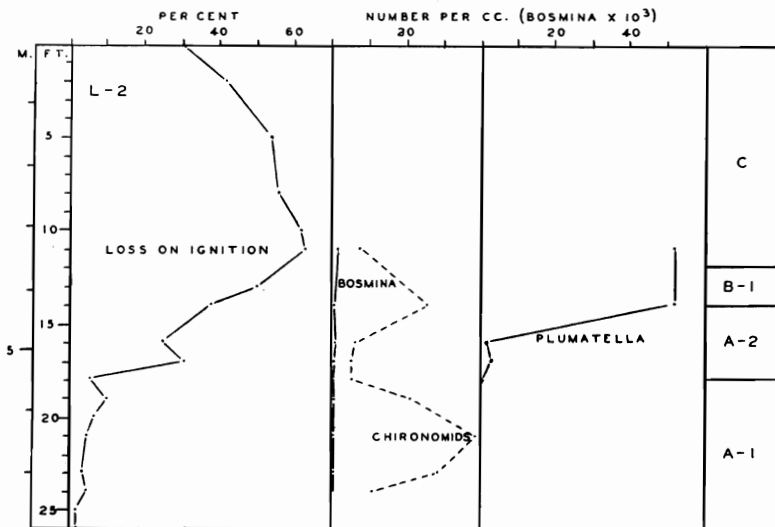 PER CENT NUMBER PER CC. (BOSMINA X 10³)
20 40 60 20 20 40
M. FT.
L-2
5
C
10
LOSS ON IGNITION
BOSMINA
B-1
15
5
PLUMATELLA
A-2
20
CHIRONOMIDS
A-1
25